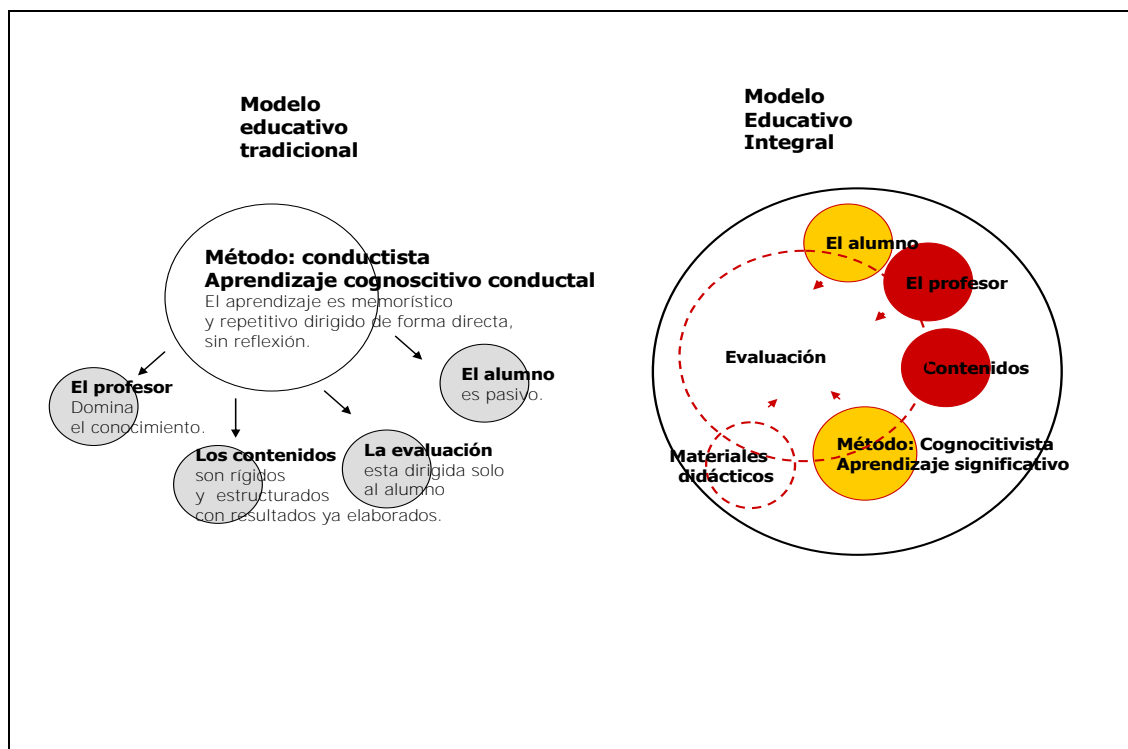 Modelo
educativo
tradicional
Método: conductista
Aprendizaje cognoscitivo conductal
El aprendizaje es memorístico
y repetitivo dirigido de forma directa,
sin reflexión.
El profesor
Domina
el conocimiento.
Los contenidos
son rígidos
y estructurados
con resultados ya elaborados.
La evaluación
esta dirigida solo
al alumno
El alumno
es pasivo.
Modelo
Educativo
Integral
El alumno
El profesor
Evaluación
Contenidos
Materiales
didácticos
Método: Cognocitivista
Aprendizaje significativo